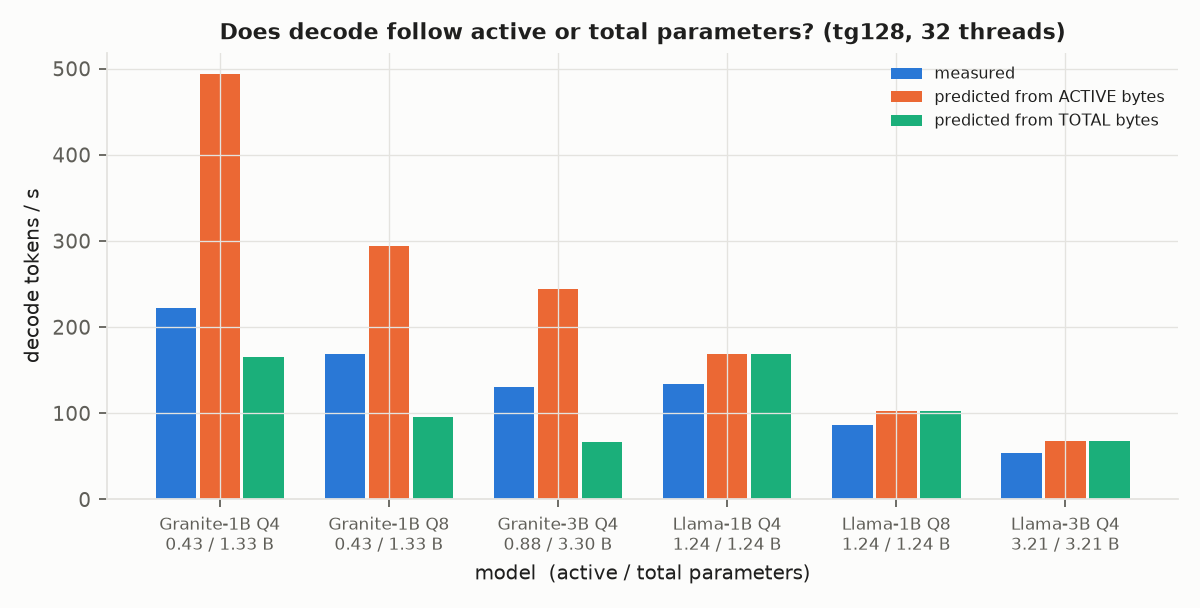 Does decode follow active or total parameters? (tg128, 32 threads)
measured
predicted from ACTIVE bytes
predicted from TOTAL bytes
decode tokens / s
500
400
300
200
100
0
Granite-1B Q4
0.43 / 1.33 B
Granite-1B Q8
0.43 / 1.33 B
Granite-3B Q4
0.88 / 3.30 B
Llama-1B Q4
1.24 / 1.24 B
Llama-1B Q8
1.24 / 1.24 B
Llama-3B Q4
3.21 / 3.21 B
model  (active / total parameters)